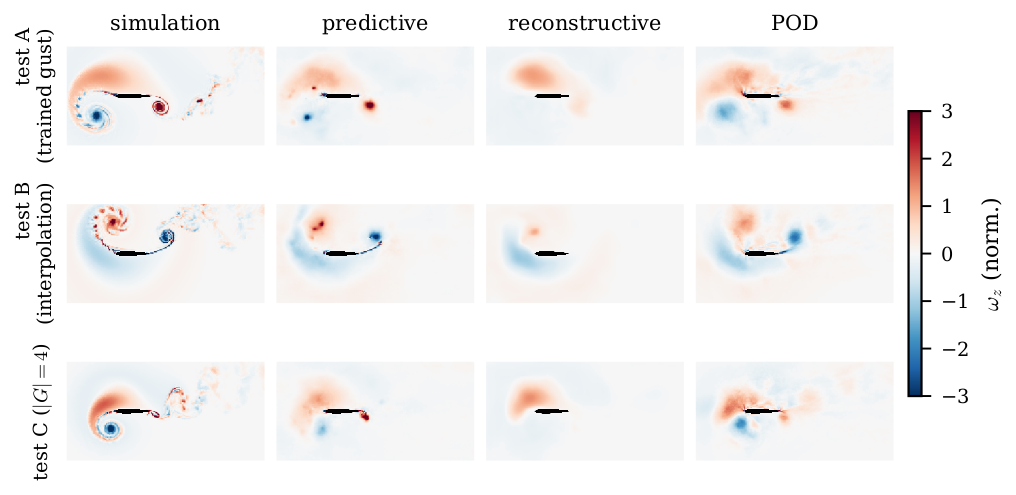 simulation predictive reconstructive POD
test A
(trained gust)
test B
(interpolation)
test C (|G|=4)
3
2
1
0
−1
−2
−3
ω_z (norm.)